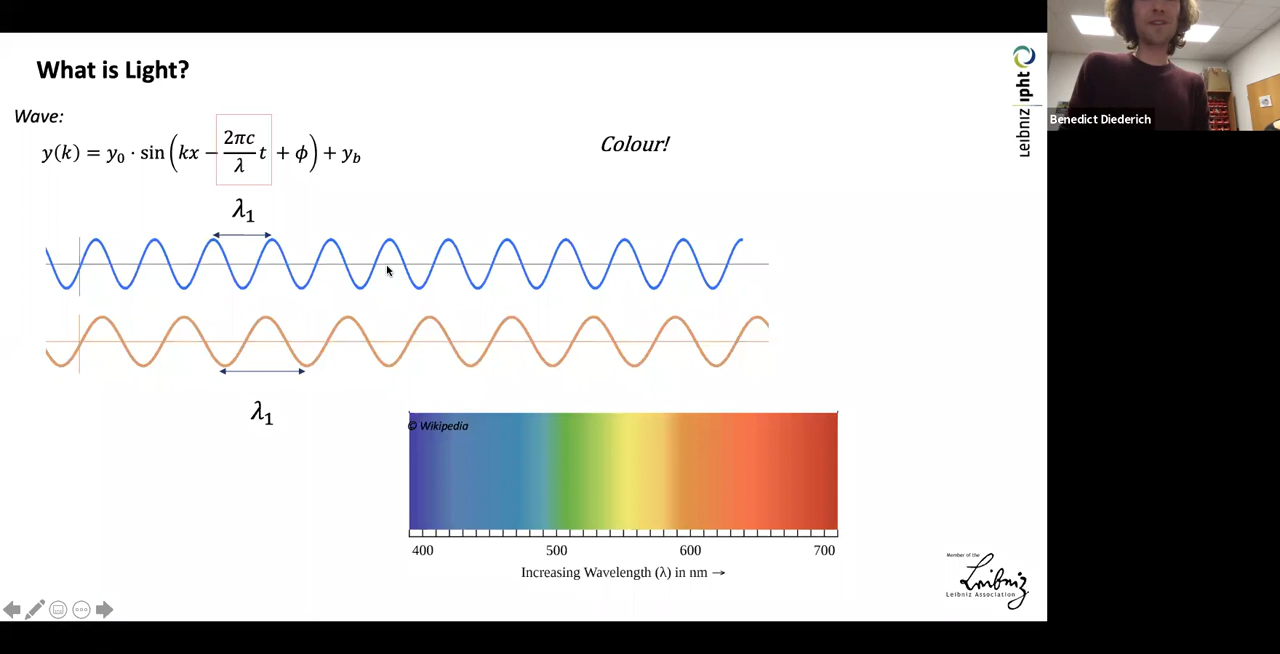 What is Light?
Wave:
y(k) = y₀ · sin(kx − 2πc/λ t + ϕ) + y_b
Colour!
λ₁
λ₁
© Wikipedia
400 500 600 700
Increasing Wavelength (λ) in nm →
Leibniz ipht
Benedict Diederich
Member of the
Leibniz
Leibniz Association